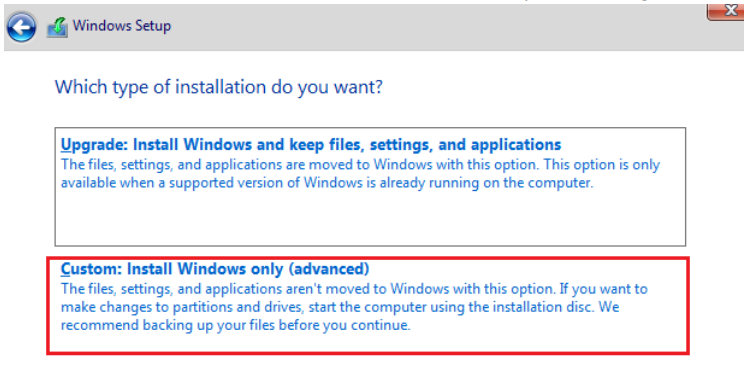 Windows Setup
Which type of installation do you want?
Upgrade: Install Windows and keep files, settings, and applications
The files, settings, and applications are moved to Windows with this option. This option is only
available when a supported version of Windows is already running on the computer.
Custom: Install Windows only (advanced)
The files, settings, and applications aren't moved to Windows with this option. If you want to
make changes to partitions and drives, start the computer using the installation disc. We
recommend backing up your files before you continue.